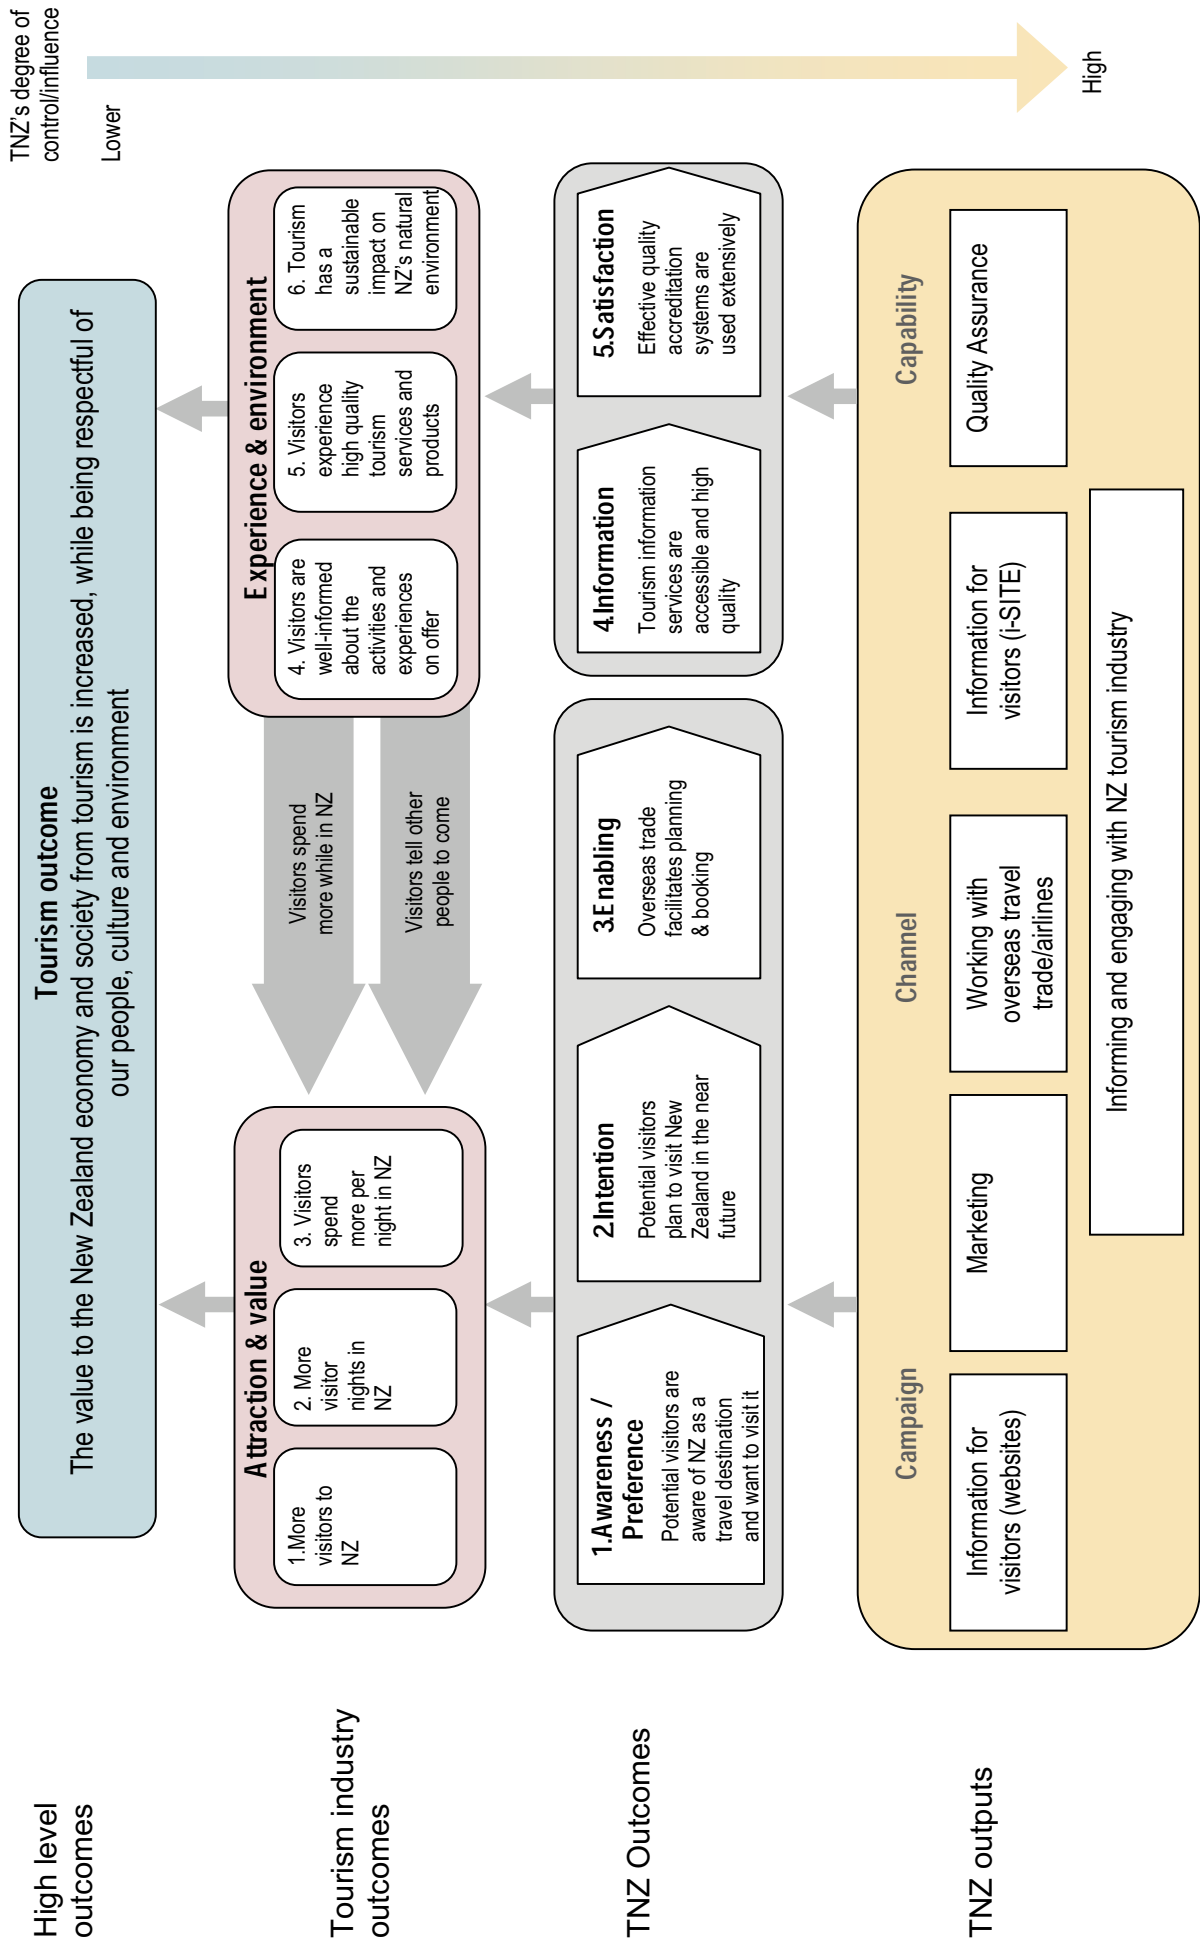 TNZ's degree of
control/influence
Lower
High
High level
outcomes
Tourism outcome
The value to the New Zealand economy and society from tourism is increased, while being respectful of
our people, culture and environment
Tourism industry
outcomes
Attraction & value
1.More
visitors to
NZ
2. More
visitor
nights in
NZ
3. Visitors
spend
more per
night in NZ
Visitors spend
more while in NZ
Visitors tell other
people to come
Experience & environment
4. Visitors are
well-informed
about the
activities and
experiences
on offer
5. Visitors
experience
high quality
tourism
services and
products
6. Tourism
has a
sustainable
impact on
NZ's natural
environment
TNZ Outcomes
1.Awareness /
Preference
Potential visitors are
aware of NZ as a
travel destination
and want to visit it
2.Intention
Potential visitors
plan to visit New
Zealand in the near
future
3.Enabling
Overseas trade
facilitates planning
& booking
4.Information
Tourism information
services are
accessible and high
quality
5.Satisfaction
Effective quality
accreditation
systems are
used extensively
TNZ outputs
Campaign
Channel
Capability
Information for
visitors (websites)
Marketing
Working with
overseas travel
trade/airlines
Information for
visitors (i-SITE)
Quality Assurance
Informing and engaging with NZ tourism industry